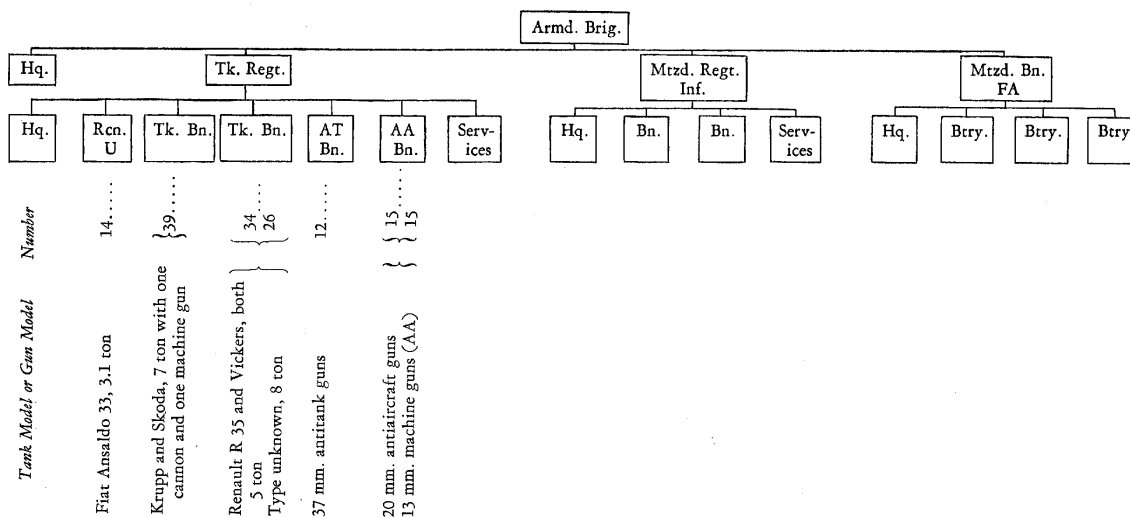 Armd. Brig.
Hq.
Tk. Regt.
Mtzd. Regt.
Inf.
Mtzd. Bn.
FA
Hq.
Rcn.
U
Tk. Bn.
Tk. Bn.
AT
Bn.
AA
Bn.
Serv-
ices
Hq.
Bn.
Bn.
Serv-
ices
Hq.
Btry.
Btry.
Btry.
Number
14.....
39.....
34....
26
12....
15.....
15
Tank Model or Gun Model
Fiat Ansaldo 33, 3.1 ton
Krupp and Skoda, 7 ton with one
cannon and one machine gun
Renault R 35 and Vickers, both
5 ton
Type unknown, 8 ton
37 mm. antitank guns
20 mm. antiaircraft guns
13 mm. machine guns (AA)